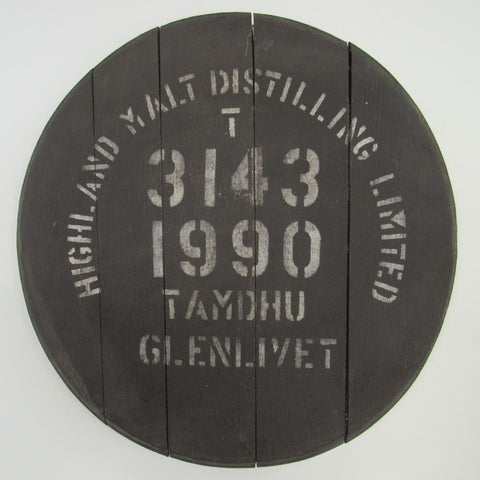 HIGHLAND MALT DISTILLING LIMITED
T
3143
1990
TAMDHU
GLENLIVET